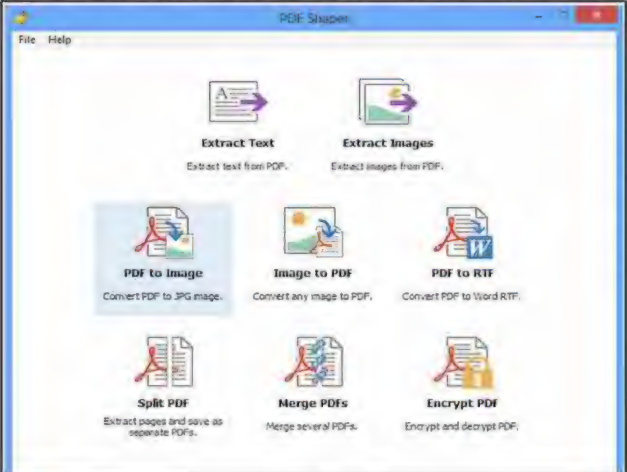 PDF Shaper
File Help
A
Extract Text Extract Images
Extract text from PDF. Extract images from PDF.
PDF to Image Image to PDF PDF to RTF
Convert PDF to JPG image. Convert any image to PDF. Convert PDF to Word RTF.
W
Split PDF Merge PDFs Encrypt PDF
Extract pages and save as separate PDFs. Merge several PDFs. Encrypt and decrypt PDF.